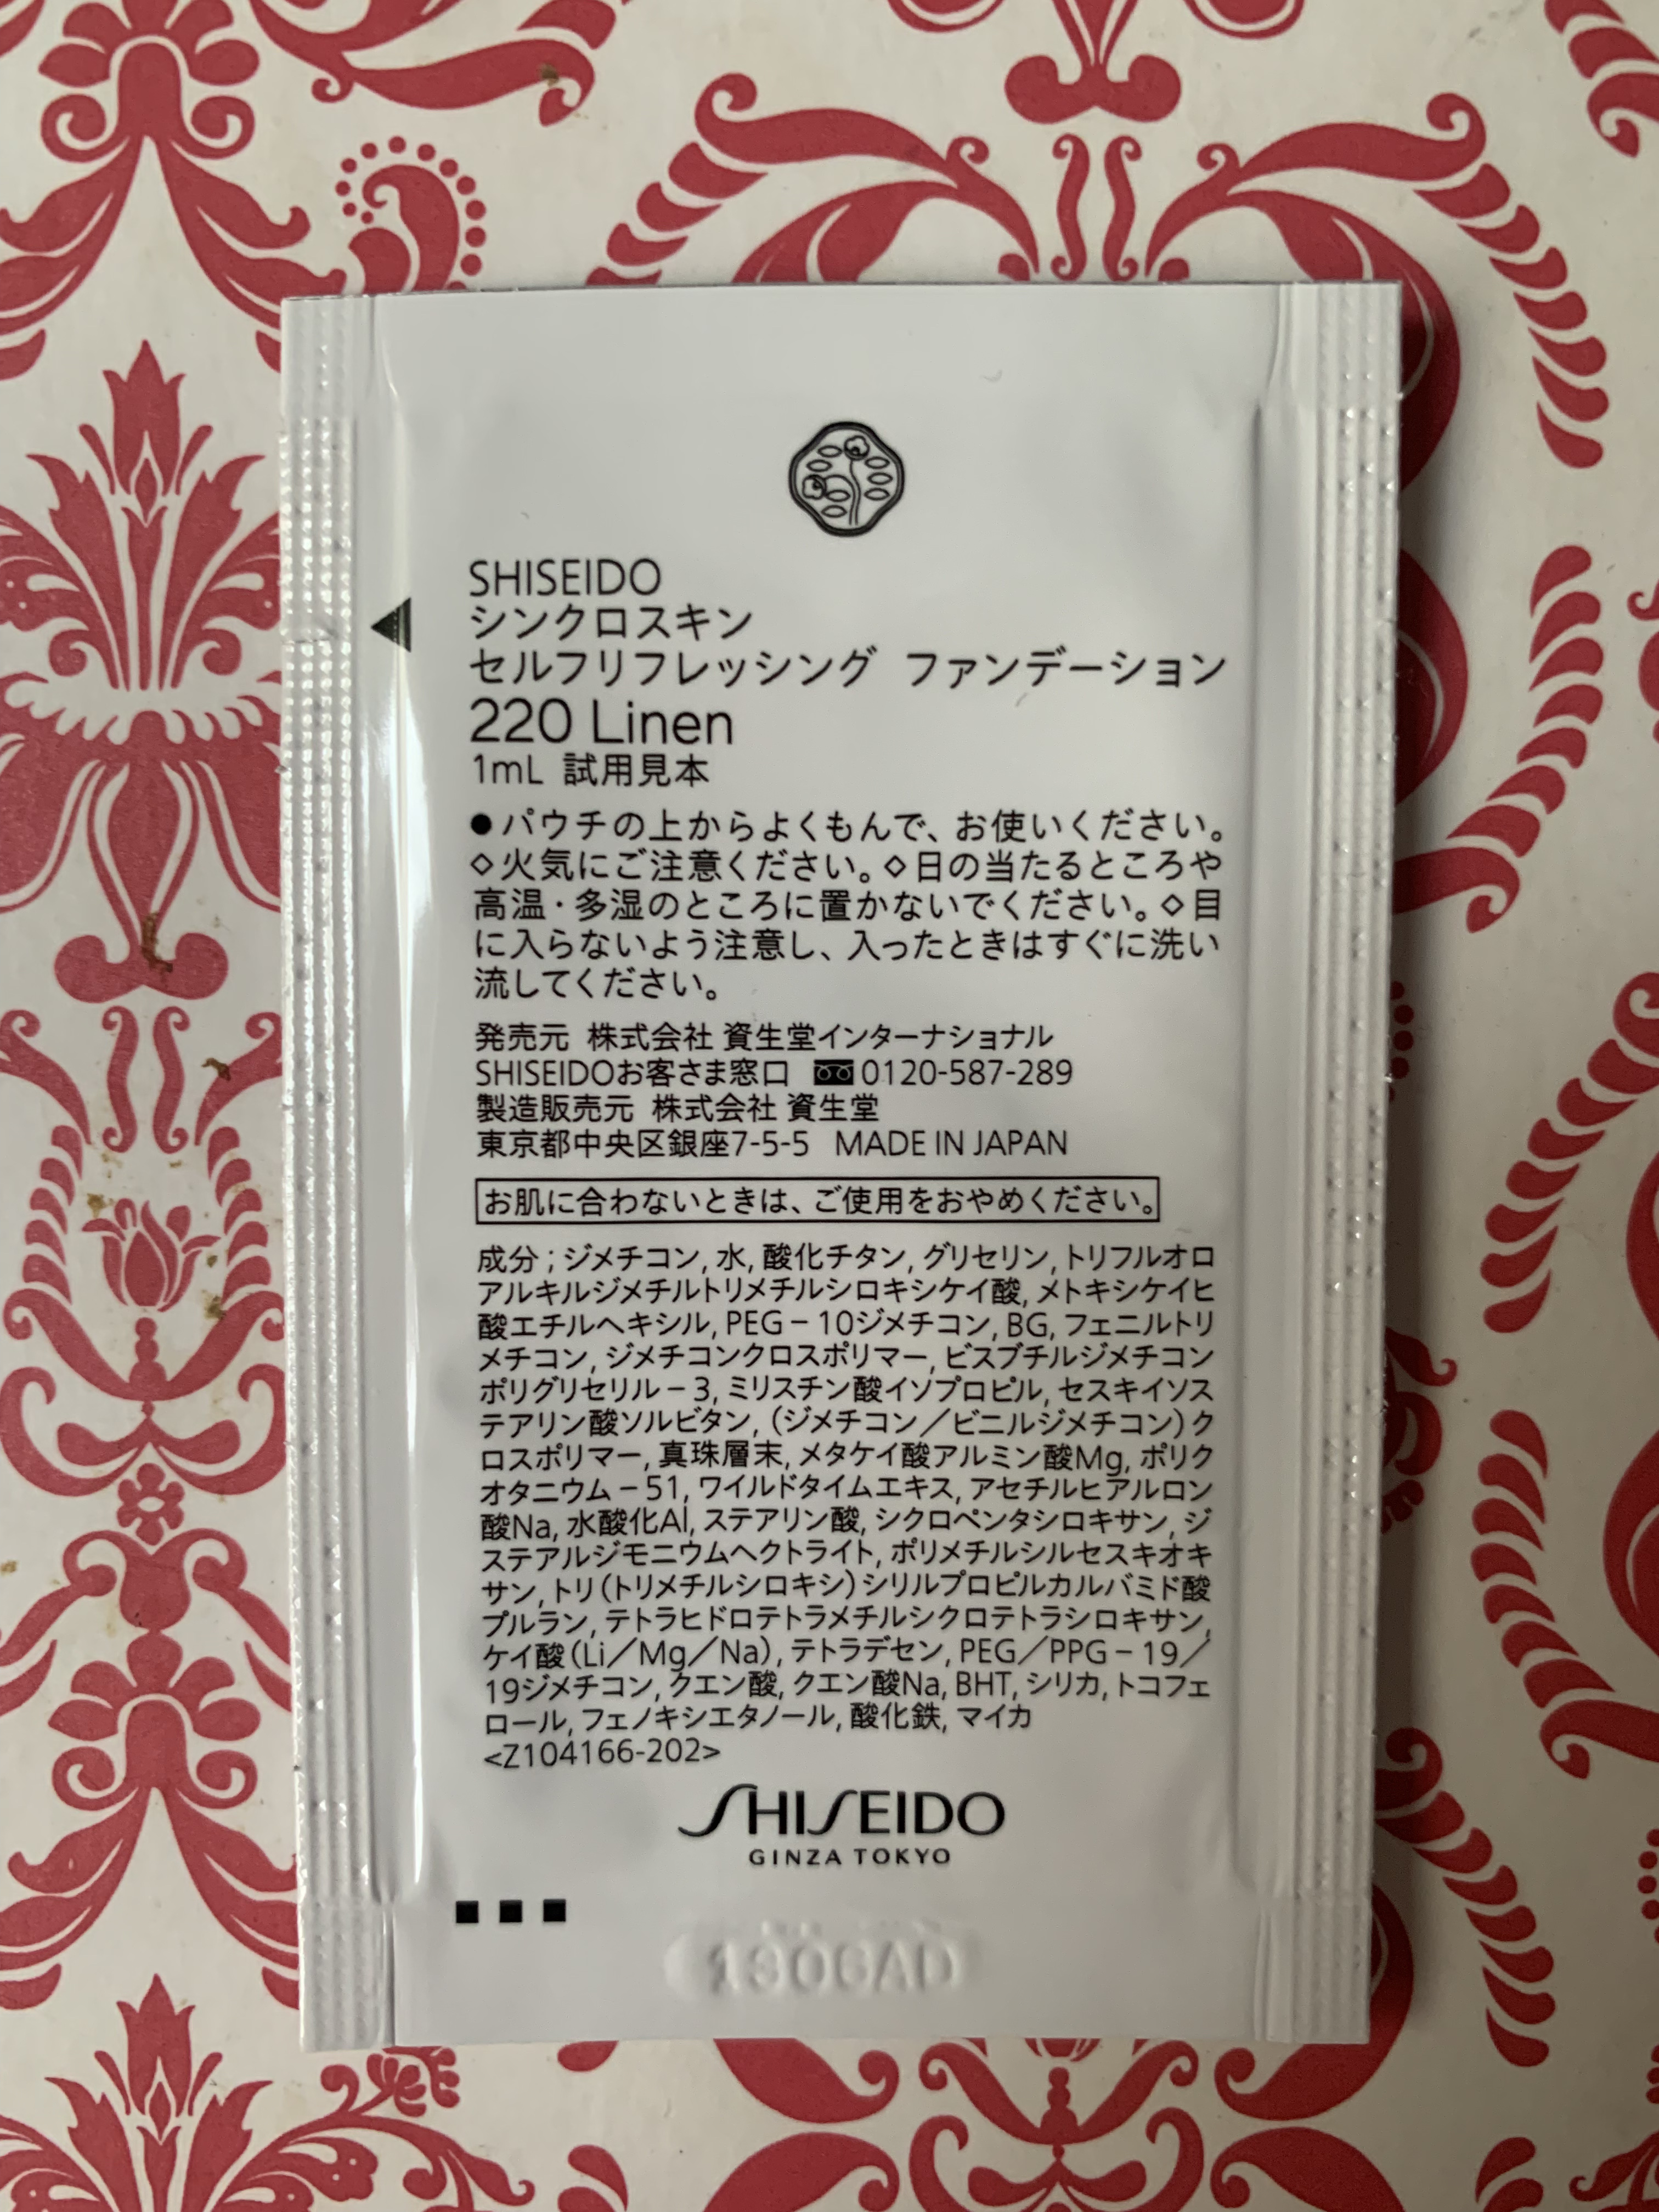 SHISEIDO
シンクロスキン
セルフリフレッシング ファンデーション
220 Linen
1mL 試用見本
●パウチの上からよくもんで、お使いください。
◇火気にご注意ください。◇日の当たるところや
高温・多湿のところに置かないでください。◇目
に入らないよう注意し、入ったときはすぐに洗い
流してください。
発売元 株式会社 資生堂インターナショナル
SHISEIDOお客さま窓口 0120-587-289
製造販売元 株式会社 資生堂
東京都中央区銀座7-5-5 MADE IN JAPAN
お肌に合わないときは、ご使用をおやめください。
成分；ジメチコン, 水, 酸化チタン, グリセリン, トリフルオロ
アルキルジメチルトリメチルシロキシケイ酸, メトキシケイヒ
酸エチルヘキシル, PEG－10ジメチコン, BG, フェニルトリ
メチコン, ジメチコンクロスポリマー, ビスブチルジメチコン
ポリグリセリル－3, ミリスチン酸イソプロピル, セスキイソス
テアリン酸ソルビタン, (ジメチコン／ビニルジメチコン)ク
ロスポリマー, 真珠層末, メタケイ酸アルミン酸Mg, ポリク
オタニウム－51, ワイルドタイムエキス, アセチルヒアルロン
酸Na, 水酸化Al, ステアリン酸, シクロペンタシロキサン, ジ
ステアルジモニウムヘクトライト, ポリメチルシルセスキオキ
サン, トリ(トリメチルシロキシ)シリルプロピルカルバミド酸
プルラン, テトラヒドロテトラメチルシクロテトラシロキサン,
ケイ酸(Li／Mg／Na), テトラデセン, PEG／PPG－19／
19ジメチコン, クエン酸, クエン酸Na, BHT, シリカ, トコフェ
ロール, フェノキシエタノール, 酸化鉄, マイカ
<Z104166-202>
SHISEIDO
GINZA TOKYO